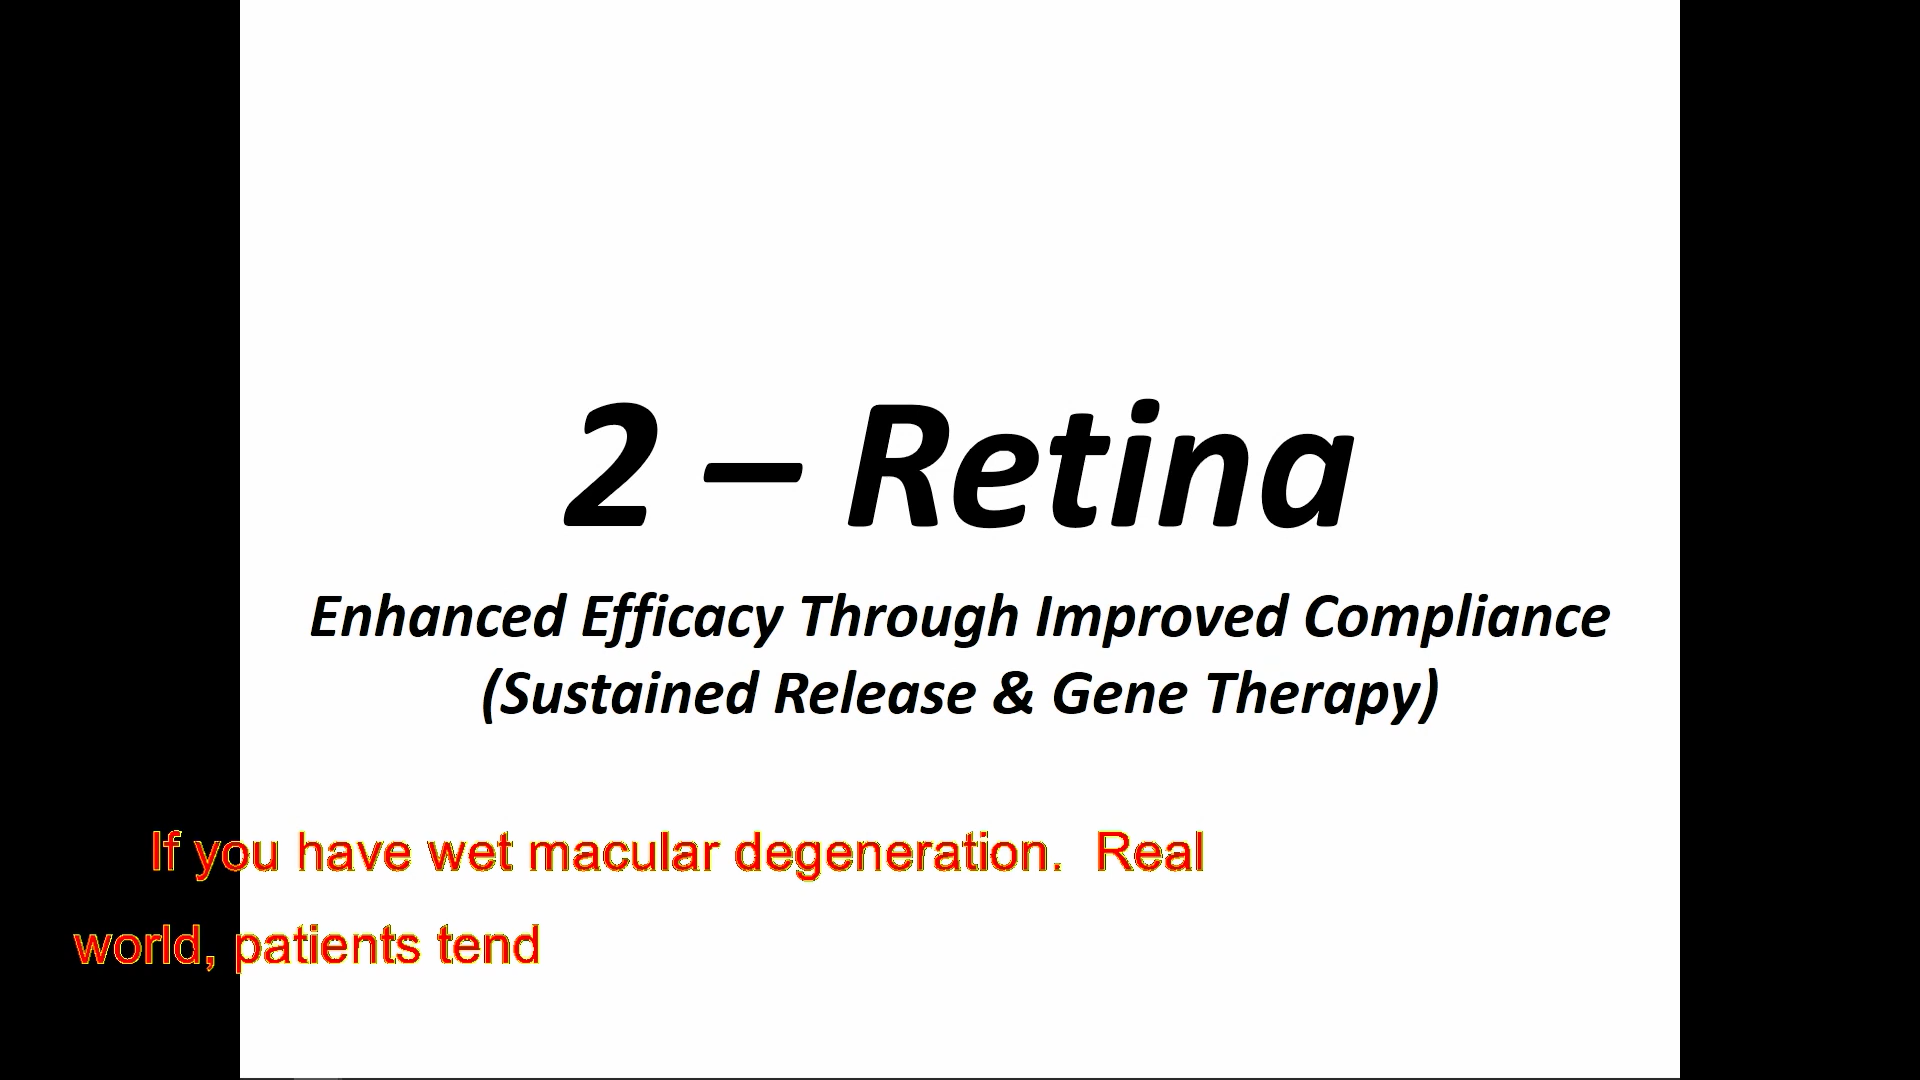 2 – Retina
Enhanced Efficacy Through Improved Compliance
(Sustained Release & Gene Therapy)
If you have wet macular degeneration.  Real
world, patients tend